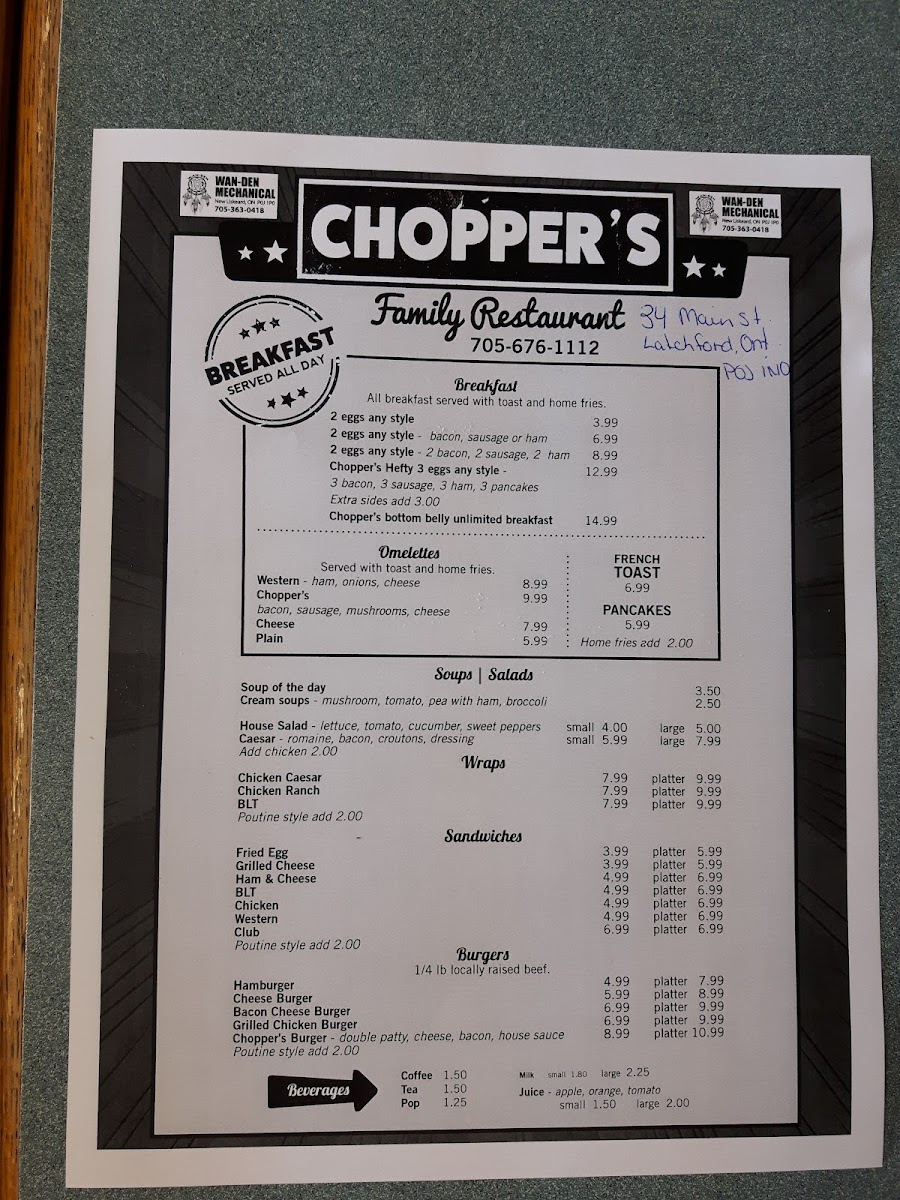 WAN-DEN
MECHANICAL
New Liskeard, ON P0J 1P0
705-363-0418
CHOPPER'S
WAN-DEN
MECHANICAL
New Liskeard, ON P0J 1P0
705-363-0418
Family Restaurant
705-676-1112
34 Main St.
Latchford, Ont
POJ INO
BREAKFAST
SERVED ALL DAY
Breakfast
All breakfast served with toast and home fries.
2 eggs any style 3.99
2 eggs any style - bacon, sausage or ham 6.99
2 eggs any style - 2 bacon, 2 sausage, 2 ham 8.99
Chopper's Hefty 3 eggs any style - 12.99
3 bacon, 3 sausage, 3 ham, 3 pancakes
Extra sides add 3.00
Chopper's bottom belly unlimited breakfast 14.99
Omelettes
Served with toast and home fries.
Western - ham, onions, cheese 8.99
Chopper's 9.99
bacon, sausage, mushrooms, cheese
Cheese 7.99
Plain 5.99
FRENCH
TOAST
6.99
PANCAKES
5.99
Home fries add 2.00
Soups | Salads
Soup of the day 3.50
Cream soups - mushroom, tomato, pea with ham, broccoli 2.50
House Salad - lettuce, tomato, cucumber, sweet peppers small 4.00 large 5.00
Caesar - romaine, bacon, croutons, dressing small 5.99 large 7.99
Add chicken 2.00
Wraps
Chicken Caesar 7.99 platter 9.99
Chicken Ranch 7.99 platter 9.99
BLT 7.99 platter 9.99
Poutine style add 2.00
Sandwiches
Fried Egg 3.99 platter 5.99
Grilled Cheese 3.99 platter 5.99
Ham & Cheese 4.99 platter 6.99
BLT 4.99 platter 6.99
Chicken 4.99 platter 6.99
Western 4.99 platter 6.99
Club 6.99 platter 6.99
Poutine style add 2.00
Burgers
1/4 lb locally raised beef.
Hamburger 4.99 platter 7.99
Cheese Burger 5.99 platter 8.99
Bacon Cheese Burger 6.99 platter 9.99
Grilled Chicken Burger 6.99 platter 9.99
Chopper's Burger - double patty, cheese, bacon, house sauce 8.99 platter 10.99
Poutine style add 2.00
Beverages
Coffee 1.50
Tea 1.50
Pop 1.25
Milk small 1.80 large 2.25
Juice - apple, orange, tomato
small 1.50 large 2.00